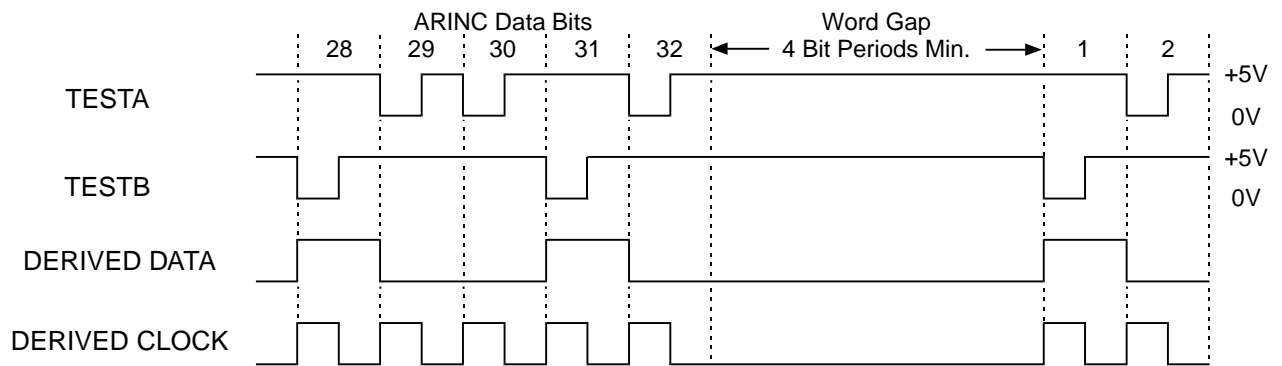 ARINC Data Bits Word Gap
28 29 30 31 32 4 Bit Periods Min. 1 2
TESTA +5V
0V
TESTB +5V
0V
DERIVED DATA
DERIVED CLOCK